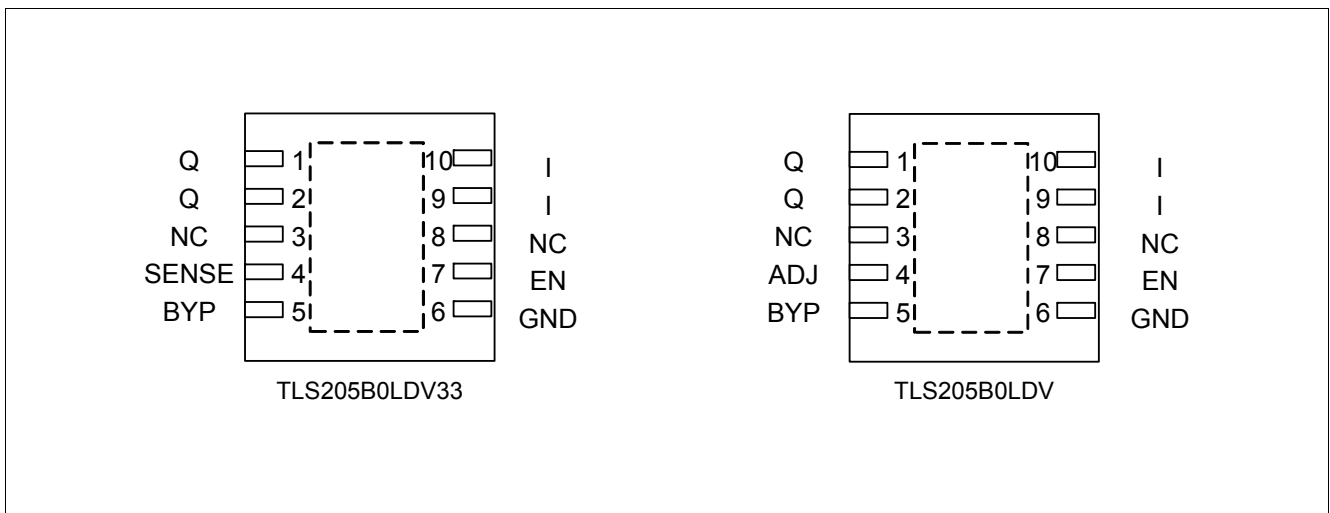 Q 1 10 I
Q 2 9 I
NC 3 8 NC
SENSE 4 7 EN
BYP 5 6 GND
TLS205B0LDV33
Q 1 10 I
Q 2 9 I
NC 3 8 NC
ADJ 4 7 EN
BYP 5 6 GND
TLS205B0LDV